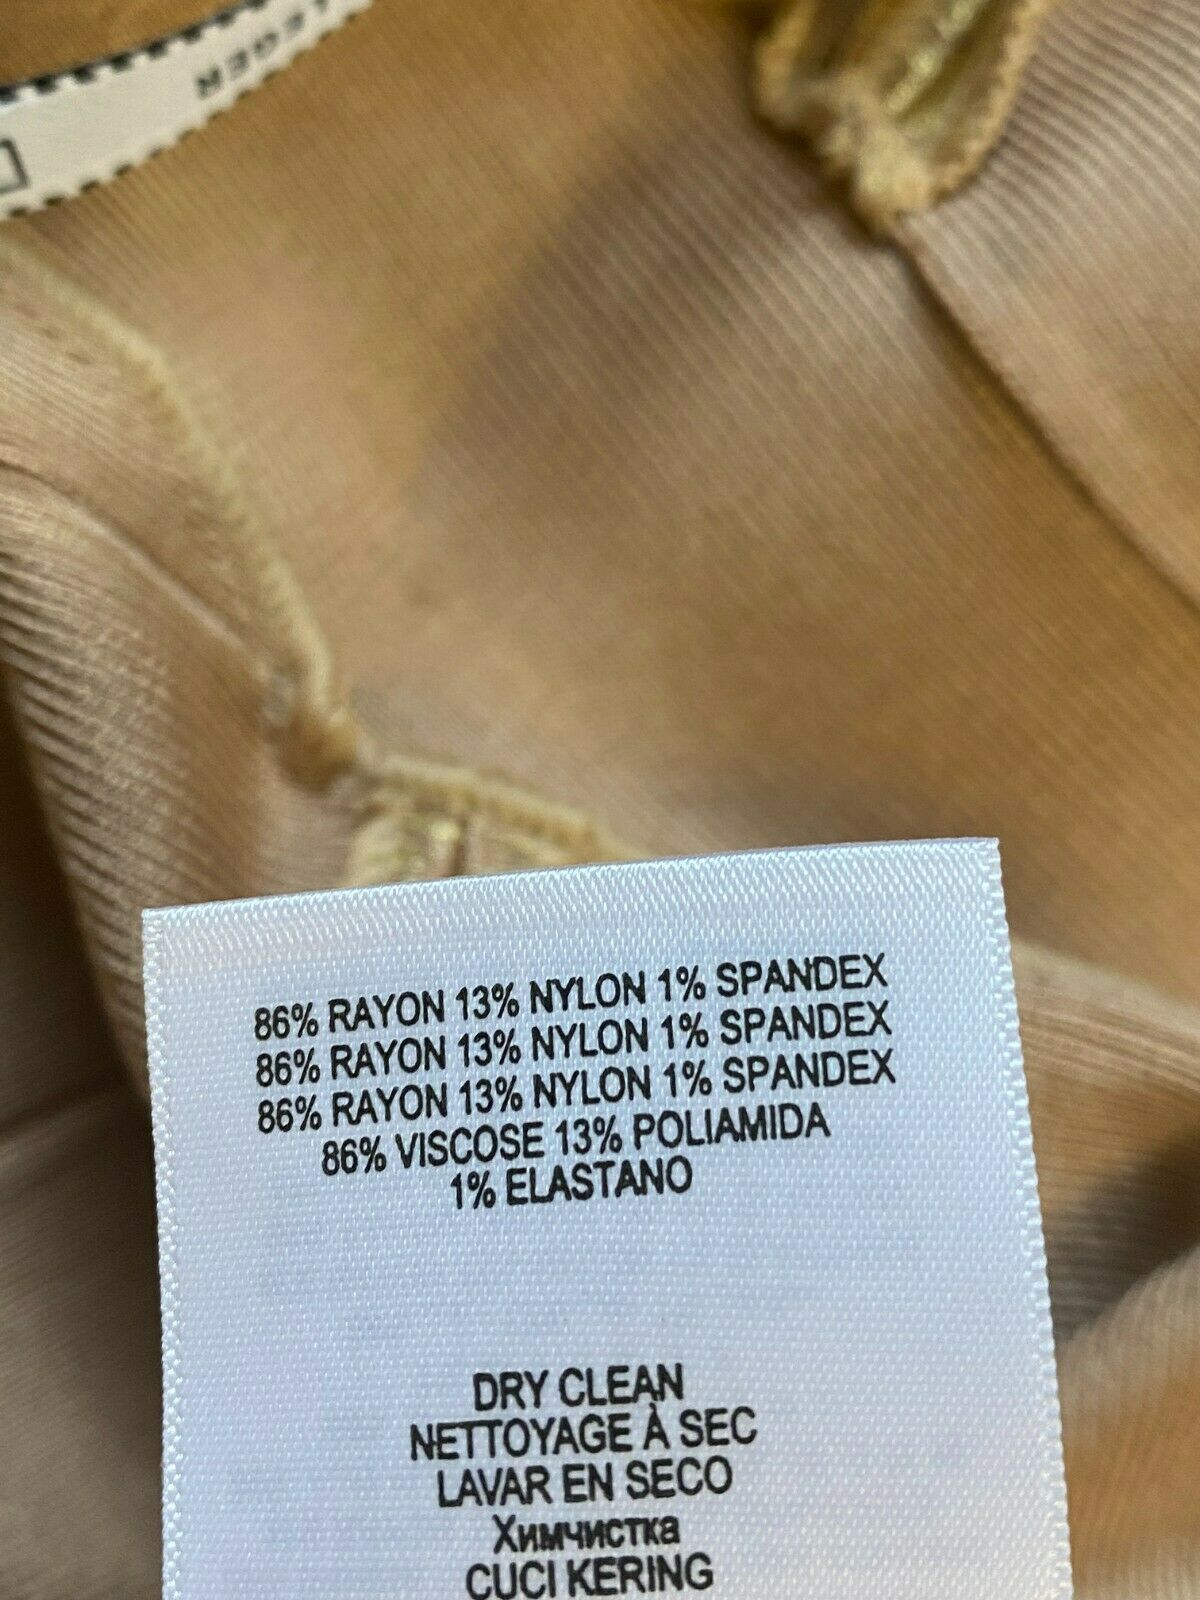 86% RAYON 13% NYLON 1% SPANDEX
86% RAYON 13% NYLON 1% SPANDEX
86% RAYON 13% NYLON 1% SPANDEX
86% VISCOSE 13% POLIAMIDA
1% ELASTANO
DRY CLEAN
NETTOYAGE À SEC
LAVAR EN SECO
Химчистка
CUCI KERING